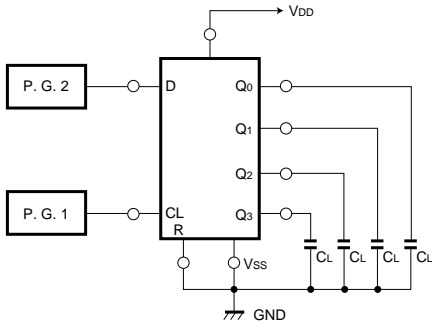 VDD
P. G. 2
D
Q0
Q1
Q2
P. G. 1
CL
Q3
R
CL
CL
CL
CL
VSS
GND